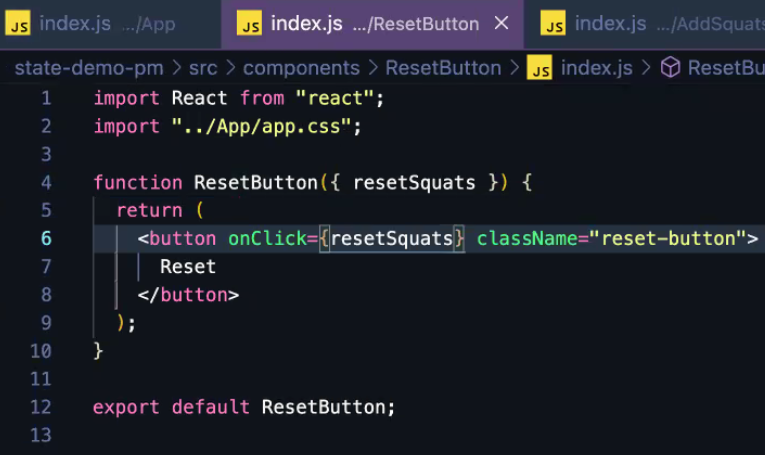 JS index.js .../App JS index.js .../ResetButton × JS index.js .../AddSquats
state-demo-pm > src > components > ResetButton > JS index.js > ResetBu
1 import React from "react";
2 import "../App/app.css";
3
4 function ResetButton({ resetSquats }) {
5 return (
6 <button onClick={resetSquats} className="reset-button">
7 Reset
8 </button>
9 );
10 }
11
12 export default ResetButton;
13